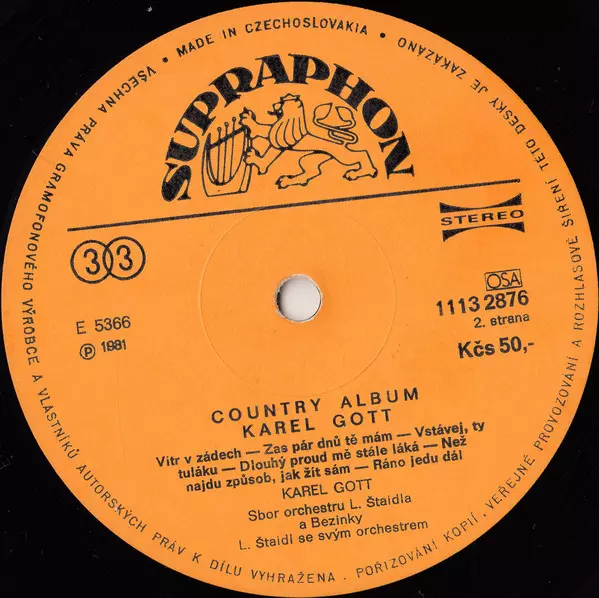 VŠECHNA PRÁVA GRAMOFONOVÉHO VÝROBCE A VLASTNÍKŮ AUTORSKÝCH PRÁV K DÍLU VYHRAŽENA . POŘIZOVÁNÍ KOPIÍ, VEŘEJNÉ PROVOZOVÁNÍ A ROZHLASOVÉ ŠÍŘENÍ TÉTO DESKY JE ZAKÁZÁNO • MADE IN CZECHOSLOVAKIA •
SUPRAPHON
STEREO
33
OSA
1113 2876
2. strana
Kčs 50,-
E 5366
Ⓟ 1981
COUNTRY ALBUM
KAREL GOTT
Vítr v zádech — Zas pár dnů tě mám — Vstávej, ty
tuláku — Dlouhý proud mě stále láká — Než
najdu způsob, jak žít sám — Ráno jedu dál
KAREL GOTT
Sbor orchestru L. Štaidla
a Bezinky
L. Štaidl se svým orchestrem